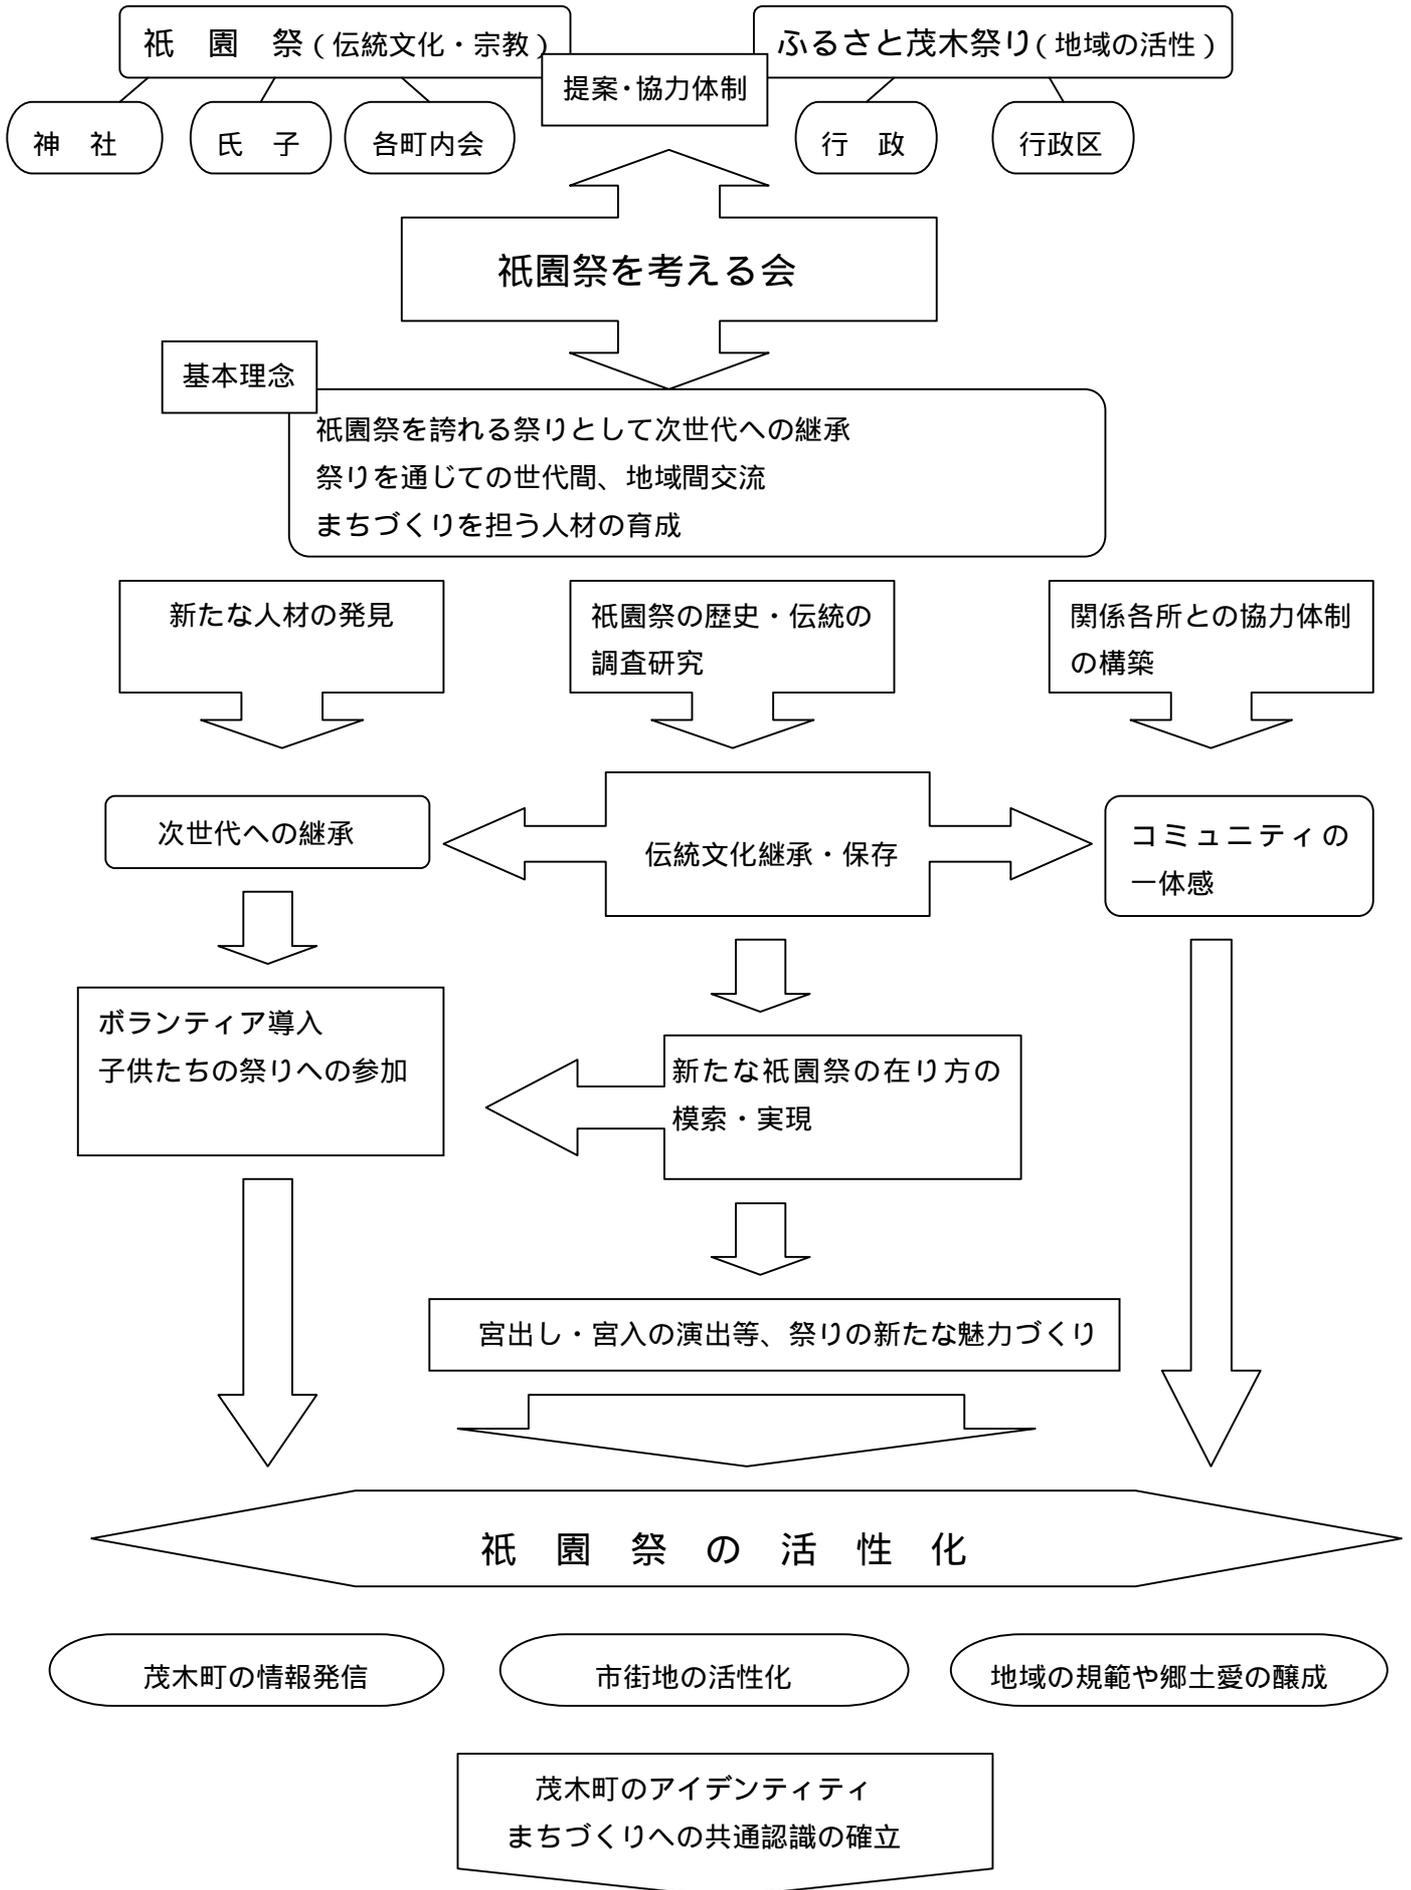 祇　園　祭（伝統文化・宗教）
ふるさと茂木祭り（地域の活性）
提案・協力体制
神　社
氏　子
各町内会
行　政
行政区
祇園祭を考える会
基本理念
祇園祭を誇れる祭りとして次世代への継承
祭りを通じての世代間、地域間交流
まちづくりを担う人材の育成
新たな人材の発見
祇園祭の歴史・伝統の
調査研究
関係各所との協力体制
の構築
次世代への継承
伝統文化継承・保存
コミュニティの
一体感
ボランティア導入
子供たちの祭りへの参加
新たな祇園祭の在り方の
模索・実現
宮出し・宮入の演出等、祭りの新たな魅力づくり
祇　園　祭　の　活　性　化
茂木町の情報発信
市街地の活性化
地域の規範や郷土愛の醸成
茂木町のアイデンティティ
まちづくりへの共通認識の確立